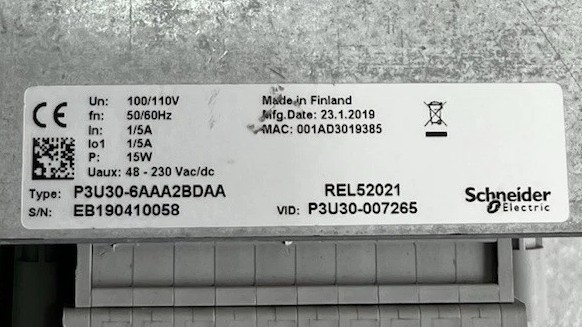 Un: 100/110V
fn: 50/60Hz
In: 1/5A
Io1 1/5A
P: 15W
Uaux: 48 - 230 Vac/dc
Made in Finland
Mfg.Date: 23.1.2019
MAC: 001AD3019385
Type: P3U30-6AAA2BDAA
REL52021
S/N: EB190410058
VID: P3U30-007265
Schneider
Electric